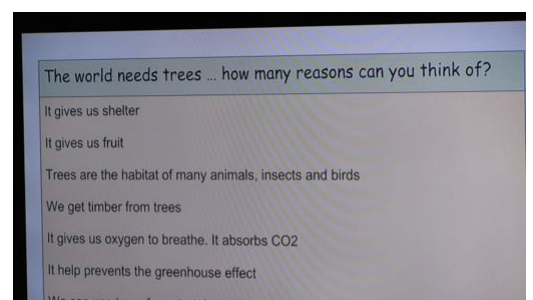 The world needs trees ... how many reasons can you think of?
It gives us shelter
It gives us fruit
Trees are the habitat of many animals, insects and birds
We get timber from trees
It gives us oxygen to breathe. It absorbs CO2
It help prevents the greenhouse effect
We can